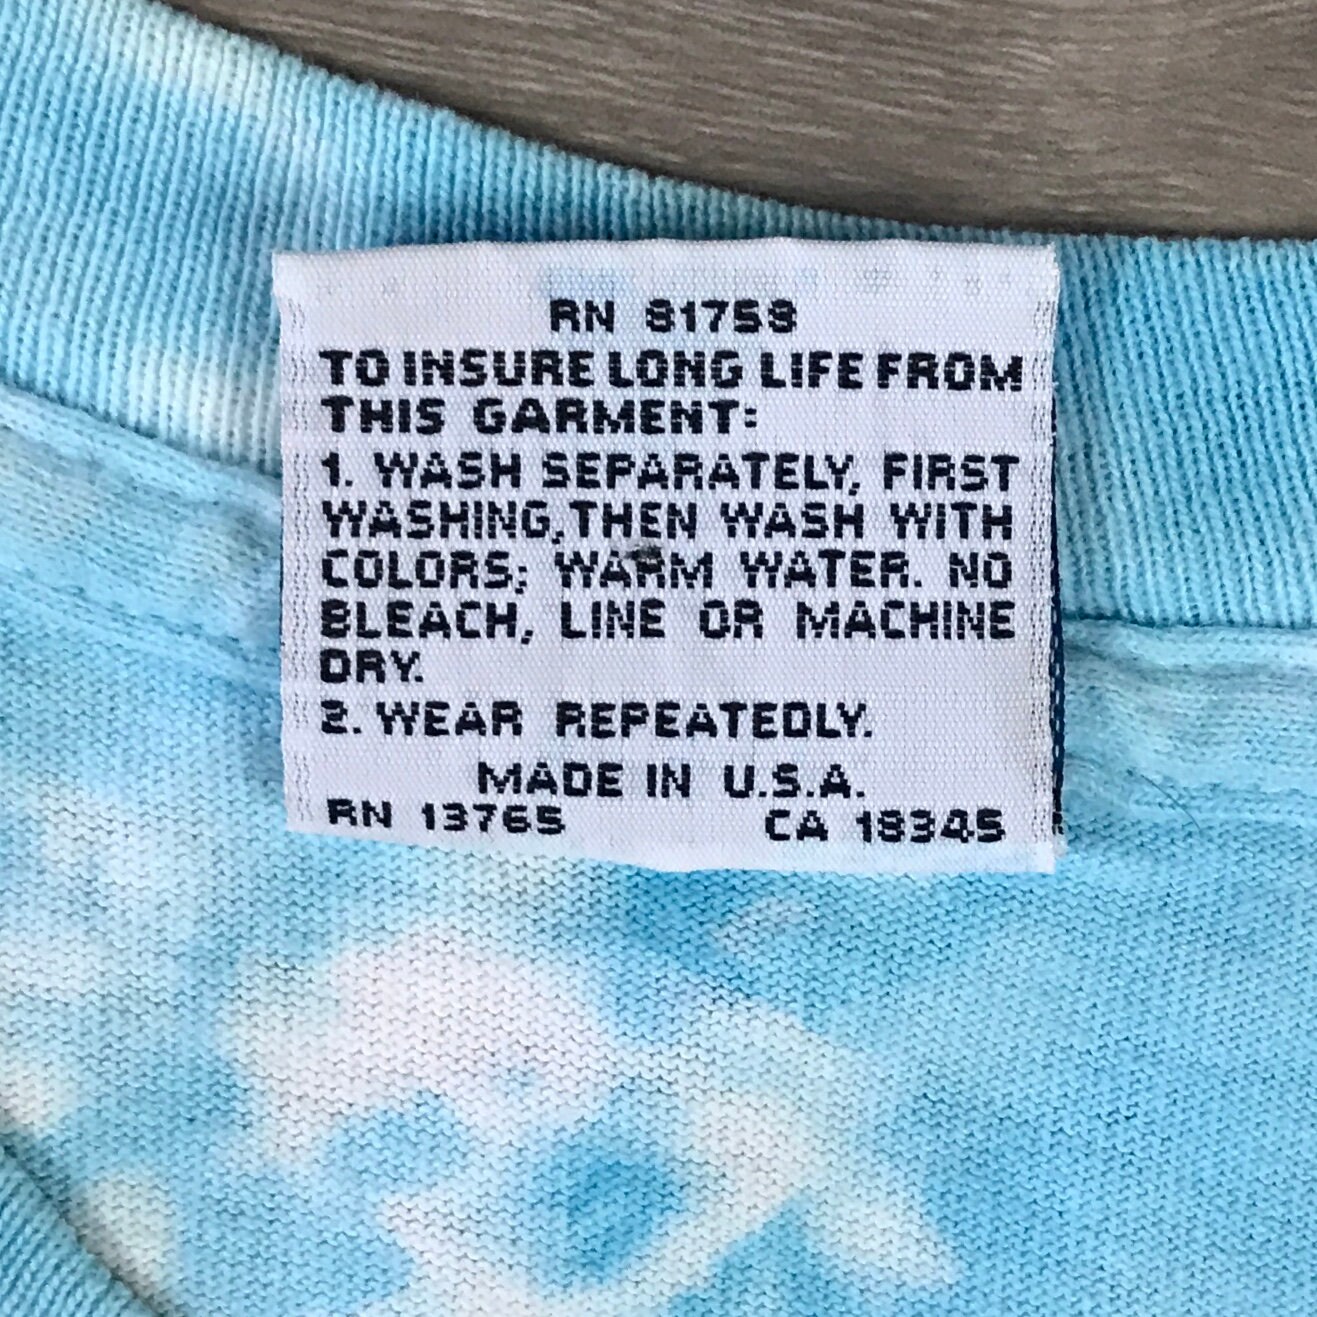 RN 81758
TO INSURE LONG LIFE FROM
THIS GARMENT:
1. WASH SEPARATELY, FIRST
WASHING, THEN WASH WITH
COLORS; WARM WATER. NO
BLEACH, LINE OR MACHINE
DRY.
2. WEAR REPEATEDLY.
MADE IN U.S.A.
RN 13765 CA 18345